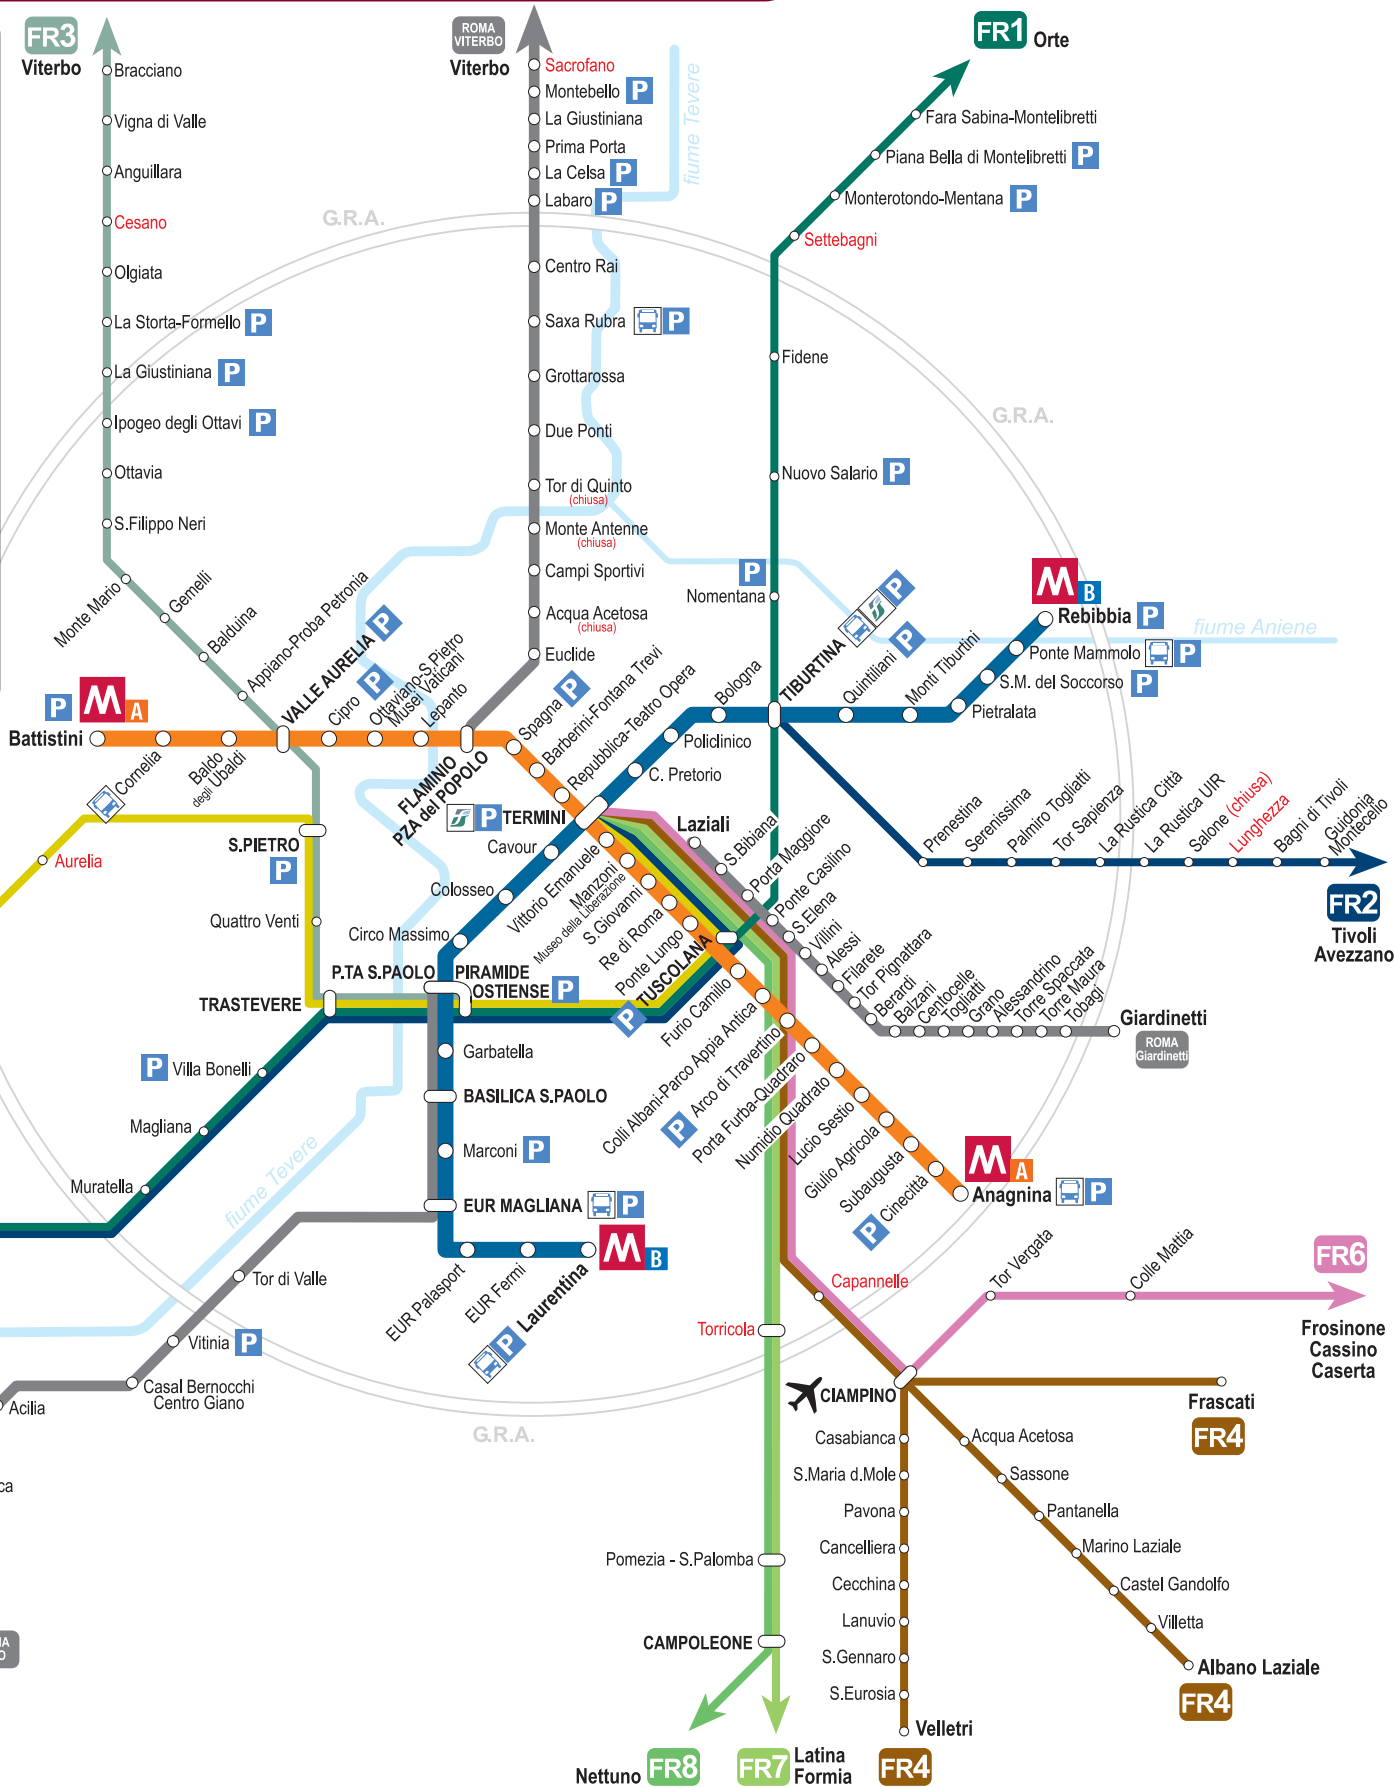 FR3
Viterbo
Bracciano
Vigna di Valle
Anguillara
Cesano
Olgiata
La Storta-Formello P
La Giustiniana P
Ipogeo degli Ottavi P
Ottavia
S.Filippo Neri
Monte Mario
Gemelli
Balduina
Appiano-Proba Petronia
ROMA
VITERBO
Viterbo
Sacrofano
Montebello P
La Giustiniana
Prima Porta
La Celsa P
Labaro P
Centro Rai
Saxa Rubra P
Grottarossa
Due Ponti
Tor di Quinto
(chiusa)
Monte Antenne
(chiusa)
Campi Sportivi
Acqua Acetosa
(chiusa)
Euclide
fiume Tevere
G.R.A.
FR1 Orte
Fara Sabina-Montelibretti
Piana Bella di Montelibretti P
Monterotondo-Mentana P
Settebagni
Fidene
G.R.A.
Nuovo Salario P
P
Nomentana
M B
Rebibbia P
fiume Aniene
Ponte Mammolo P
S.M. del Soccorso P
Pietralata
Monti Tiburtini
Quintiliani P
TIBURTINA P
Bologna
Policlinico
C. Pretorio
P M A
Battistini
Cornelia
Baldo
degli Ubaldi
VALLE AURELIA P
Cipro P
Ottaviano-S.Pietro
Musei Vaticani
Lepanto
FLAMINIO
PZA del POPOLO
Spagna P
Barberini-Fontana Trevi
Repubblica-Teatro Opera
P TERMINI
Cavour
Colosseo
Circo Massimo
Vittorio Emanuele
Manzoni
Museo della Liberazione
S.Giovanni
Re di Roma
Ponte Lungo
P TUSCOLANA
Furio Camillo
Colli Albani-Parco Appia Antica
P Arco di Travertino
Porta Furba-Quadraro
Numidio Quadrato
Lucio Sestio
Giulio Agricola
Subaugusta
P Cinecittà
M A
Anagnina P
Laziali
S.Bibiana
Porta Maggiore
Ponte Casilino
S.Elena
Villini
Alessi
Filarete
Tor Pignattara
Berardi
Balzani
Centocelle
Togliatti
Grano
Alessandrino
Torre Spaccata
Torre Maura
Tobagi
Giardinetti
ROMA
Giardinetti
Prenestina
Serenissima
Palmiro Togliatti
Tor Sapienza
La Rustica Città
La Rustica UIR
Salone (chiusa)
Lunghezza
Bagni di Tivoli
Guidonia
Montecelio
FR2
Tivoli
Avezzano
Aurelia
S.PIETRO
P
Quattro Venti
TRASTEVERE
P.TA S.PAOLO
PIRAMIDE
OSTIENSE P
P Villa Bonelli
Magliana
Muratella
fiume Tevere
Garbatella
BASILICA S.PAOLO
Marconi P
EUR MAGLIANA P
M B
EUR Palasport
EUR Fermi
P Laurentina
Tor di Valle
Vitinia P
Casal Bernocchi
Centro Giano
Acilia
G.R.A.
Capannelle
Torricola
Tor Vergata
Colle Mattia
FR6
Frosinone
Cassino
Caserta
CIAMPINO
Frascati
FR4
Casabianca
S.Maria d.Mole
Pavona
Cancelliera
Cecchina
Lanuvio
S.Gennaro
S.Eurosia
Velletri
FR4
Acqua Acetosa
Sassone
Pantanella
Marino Laziale
Castel Gandolfo
Villetta
Albano Laziale
FR4
Pomezia - S.Palomba
CAMPOLEONE
Nettuno FR8
FR7 Latina
Formia